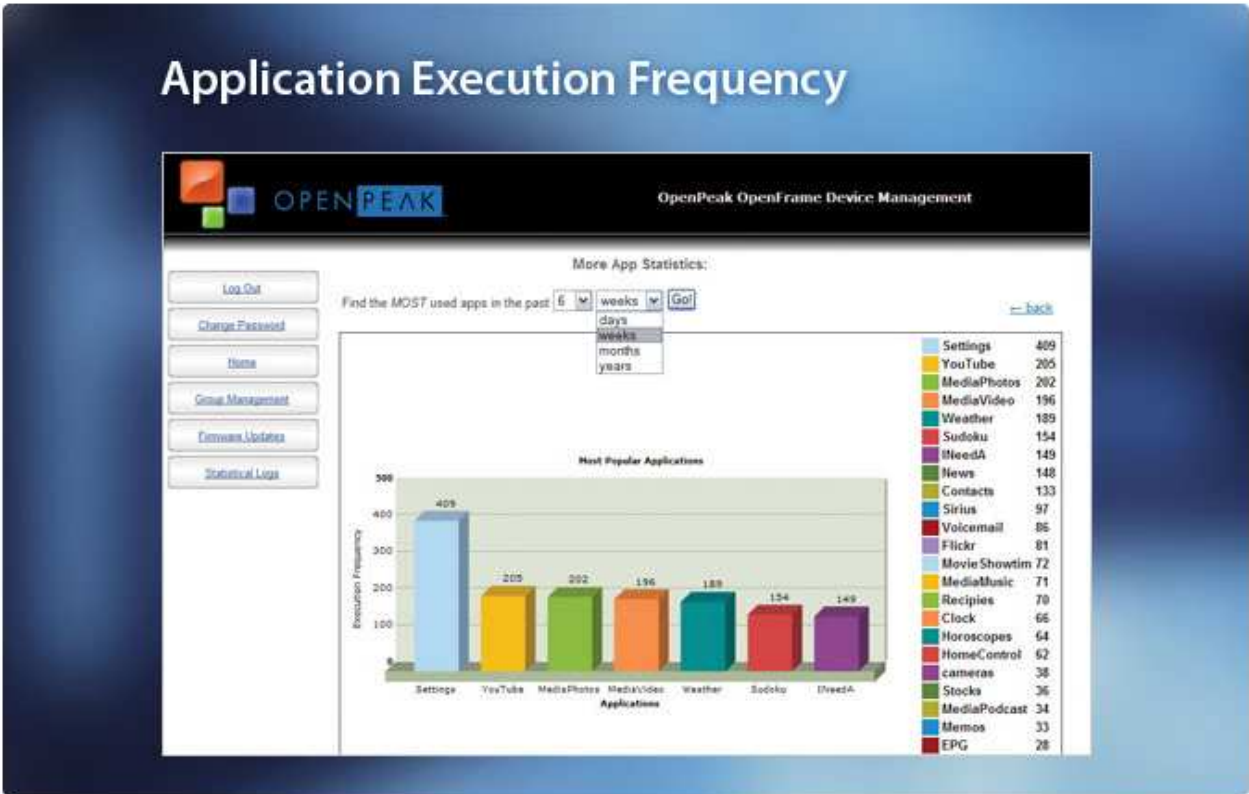 Application Execution Frequency
OPENPEAK
OpenPeak OpenFrame Device Management
More App Statistics:
Log Out
Change Password
Home
Group Management
Firmware Updates
Statistical Logs
Find the MOST used apps in the past 6 weeks Go!
days
weeks
months
years
← back
Most Popular Applications
Execution Frequency
500
400
300
200
100
0
409
205
202
196
189
154
149
Settings YouTube MediaPhotos MediaVideo Weather Sudoku INeedA
Applications
Settings 409
YouTube 205
MediaPhotos 202
MediaVideo 196
Weather 189
Sudoku 154
INeedA 149
News 148
Contacts 133
Sirius 97
Voicemail 86
Flickr 81
MovieShowtim 72
MediaMusic 71
Recipies 70
Clock 66
Horoscopes 64
HomeControl 62
cameras 38
Stocks 36
MediaPodcast 34
Memos 33
EPG 28